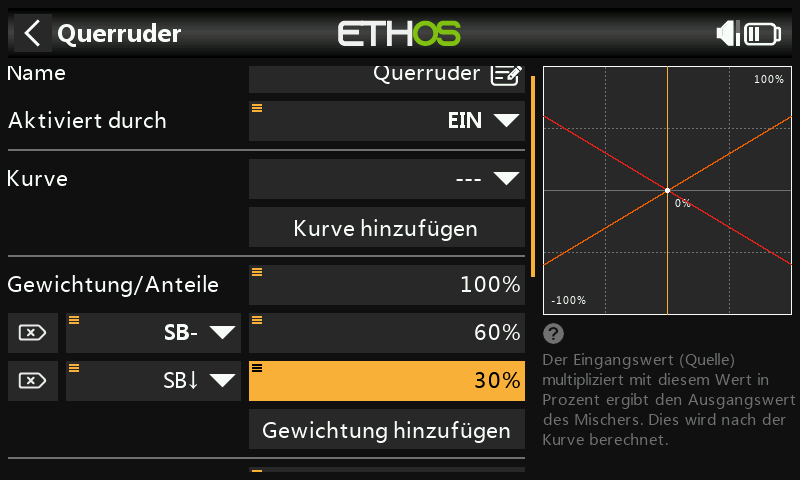 Querruder
ETHOS
Name
Querruder
Aktiviert durch
EIN
Kurve
---
Kurve hinzufügen
Gewichtung/Anteile
100%
SB-
60%
SB↓
30%
Gewichtung hinzufügen
100%
0%
-100%
?
Der Eingangswert (Quelle)
multipliziert mit diesem Wert in
Prozent ergibt den Ausgangswert
des Mischers. Dies wird nach der
Kurve berechnet.